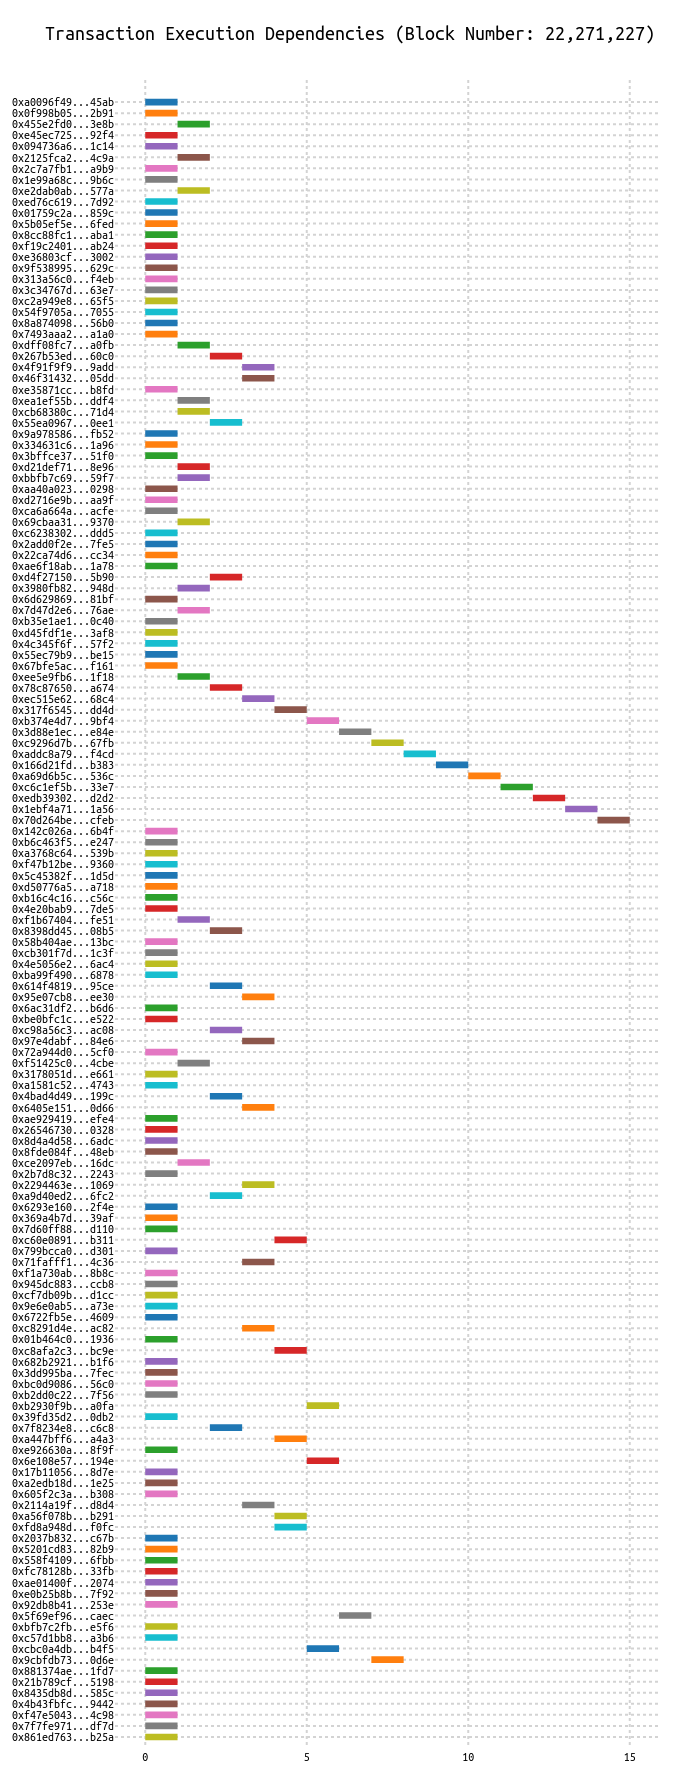 Transaction Execution Dependencies (Block Number: 22,271,227)
0xa0096f49...45ab
0x0f998b05...2b91
0x455e2fd0...3e8b
0xe45ec725...92f4
0x094736a6...1c14
0x2125fca2...4c9a
0x2c7a7fb1...a9b9
0x1e99a68c...9b6c
0xe2dab0ab...577a
0xed76c619...7d92
0x01759c2a...859c
0x5b05ef5e...6fed
0x8cc88fc1...aba1
0xf19c2401...ab24
0xe36803cf...3002
0x9f538995...629c
0x313a56c0...f4eb
0x3c34767d...63e7
0xc2a949e8...65f5
0x54f9705a...7055
0x8a874098...56b0
0x7493aaa2...a1a0
0xdff08fc7...a0fb
0x267b53ed...60c0
0x4f91f9f9...9add
0x46f31432...05dd
0xe35871cc...b8fd
0xea1ef55b...ddf4
0xcb68380c...71d4
0x55ea0967...0ee1
0x9a978586...fb52
0x334631c6...1a96
0x3bffce37...51f0
0xd21def71...8e96
0xbbfb7c69...59f7
0xaa40a023...0298
0xd2716e9b...aa9f
0xca6a664a...acfe
0x69cbaa31...9370
0xc6238302...ddd5
0x2add0f2e...7fe5
0x22ca74d6...cc34
0xae6f18ab...1a78
0xd4f27150...5b90
0x3980fb82...948d
0x6d629869...81bf
0x7d47d2e6...76ae
0xb35e1ae1...0c40
0xd45fdf1e...3af8
0x4c345f6f...57f2
0x55ec79b9...be15
0x67bfe5ac...f161
0xee5e9fb6...1f18
0x78c87650...a674
0xec515e62...68c4
0x317f6545...dd4d
0xb374e4d7...9bf4
0x3d88e1ec...e84e
0xc9296d7b...67fb
0xaddc8a79...f4cd
0x166d21fd...b383
0xa69d6b5c...536c
0xc6c1ef5b...33e7
0xedb39302...d2d2
0x1ebf4a71...1a56
0x70d264be...cfeb
0x142c026a...6b4f
0xb6c463f5...e247
0xa3768c64...539b
0xf47b12be...9360
0x5c45382f...1d5d
0xd50776a5...a718
0xb16c4c16...c56c
0x4e20bab9...7de5
0xf1b67404...fe51
0x8398dd45...08b5
0x58b404ae...13bc
0xcb301f7d...1c3f
0x4e5056e2...6ac4
0xba99f490...6878
0x614f4819...95ce
0x95e07cb8...ee30
0x6ac31df2...b6d6
0xbe0bfc1c...e522
0xc98a56c3...ac08
0x97e4dabf...84e6
0x72a944d0...5cf0
0xf51425c0...4cbe
0x3178051d...e661
0xa1581c52...4743
0x4bad4d49...199c
0x6405e151...0d66
0xae929419...efe4
0x26546730...0328
0x8d4a4d58...6adc
0x8fde084f...48eb
0xce2097eb...16dc
0x2b7d8c32...2243
0x2294463e...1069
0xa9d40ed2...6fc2
0x6293e160...2f4e
0x369a4b7d...39af
0x7d60ff88...d110
0xc60e0891...b311
0x799bcca0...d301
0x71fafff1...4c36
0xf1a730ab...8b8c
0x945dc883...ccb8
0xcf7db09b...d1cc
0x9e6e0ab5...a73e
0x6722fb5e...4609
0xc8291d4e...ac82
0x01b464c0...1936
0xc8afa2c3...bc9e
0x682b2921...b1f6
0x3dd995ba...7fec
0xbc0d9086...56c0
0xb2dd0c22...7f56
0xb2930f9b...a0fa
0x39fd35d2...0db2
0x7f8234e8...c6c8
0xa447bff6...a4a3
0xe926630a...8f9f
0x6e108e57...194e
0x17b11056...8d7e
0xa2edb18d...1e25
0x605f2c3a...b308
0x2114a19f...d8d4
0xa56f078b...b291
0xfd8a948d...f0fc
0x2037b832...c67b
0x5201cd83...82b9
0x558f4109...6fbb
0xfc78128b...33fb
0xae01400f...2074
0xe0b25b8b...7f92
0x92db8b41...253e
0x5f69ef96...caec
0xbfb7c2fb...e5f6
0xc57d1bb8...a3b6
0xcbc0a4db...b4f5
0x9cbfdb73...0d6e
0x881374ae...1fd7
0x21b789cf...5198
0x8435db8d...585c
0x4b43fbfc...9442
0xf47e5043...4c98
0x7f7fe971...df7d
0x861ed763...b25a
0 5 10 15